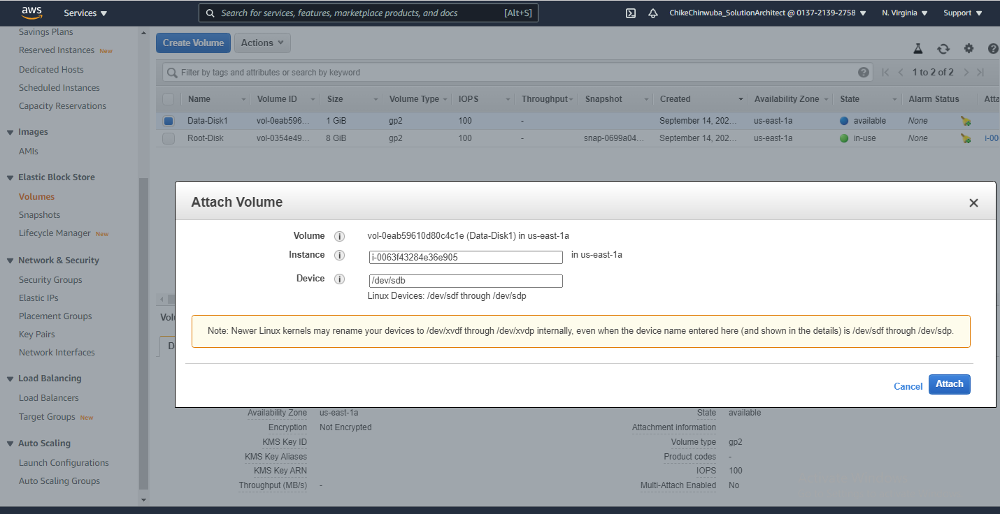 aws Services Search for services, features, marketplace products, and docs [Alt+S] ChikeChinwuba_SolutionArchitect @ 0137-2139-2758 N. Virginia Support
Savings Plans
Reserved Instances New
Dedicated Hosts
Scheduled Instances
Capacity Reservations
Images
AMIs
Elastic Block Store
Volumes
Snapshots
Lifecycle Manager New
Network & Security
Security Groups
Elastic IPs
Placement Groups
Key Pairs
Network Interfaces
Load Balancing
Load Balancers
Target Groups New
Auto Scaling
Launch Configurations
Auto Scaling Groups
Create Volume Actions
Filter by tags and attributes or search by keyword 1 to 2 of 2
Name Volume ID Size Volume Type IOPS Throughput Snapshot Created Availability Zone State Alarm Status Atta
Data-Disk1 vol-0eab596... 1 GiB gp2 100 - September 14, 202... us-east-1a available None
Root-Disk vol-0354e49... 8 GiB gp2 100 - snap-0699a04... September 14, 202... us-east-1a in-use None i-00
Attach Volume
Volume vol-0eab59610d80c4c1e (Data-Disk1) in us-east-1a
Instance i-0063f43284e36e905 in us-east-1a
Device /dev/sdb
Linux Devices: /dev/sdf through /dev/sdp
Note: Newer Linux kernels may rename your devices to /dev/xvdf through /dev/xvdp internally, even when the device name entered here (and shown in the details) is /dev/sdf through /dev/sdp.
Cancel Attach
Volu
D
Availability Zone us-east-1a State available
Encryption Not Encrypted Attachment information
KMS Key ID Volume type gp2
KMS Key Aliases Product codes -
KMS Key ARN IOPS 100
Throughput (MB/s) - Multi-Attach Enabled No